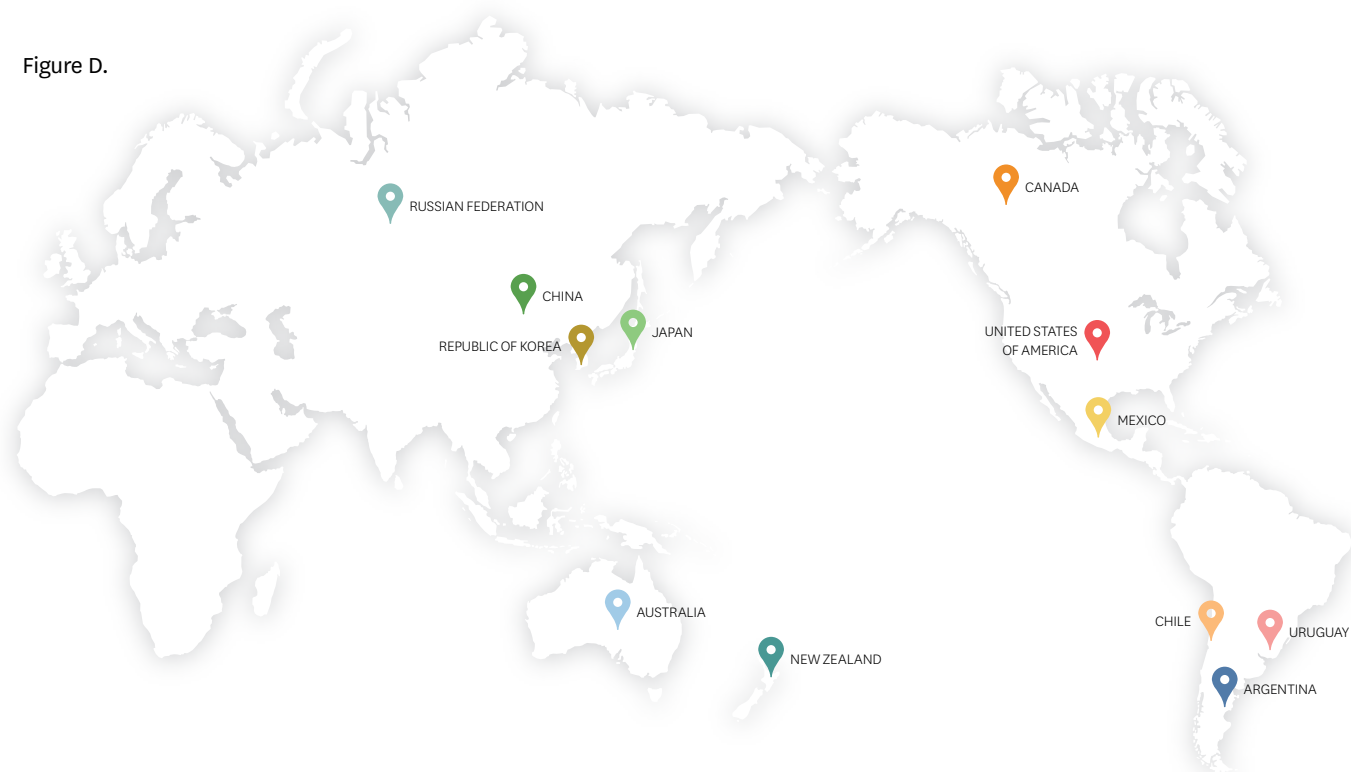 Figure D.
CANADA
RUSSIAN FEDERATION
CHINA
JAPAN
UNITED STATES
OF AMERICA
REPUBLIC OF KOREA
MEXICO
AUSTRALIA
CHILE
URUGUAY
NEW ZEALAND
ARGENTINA